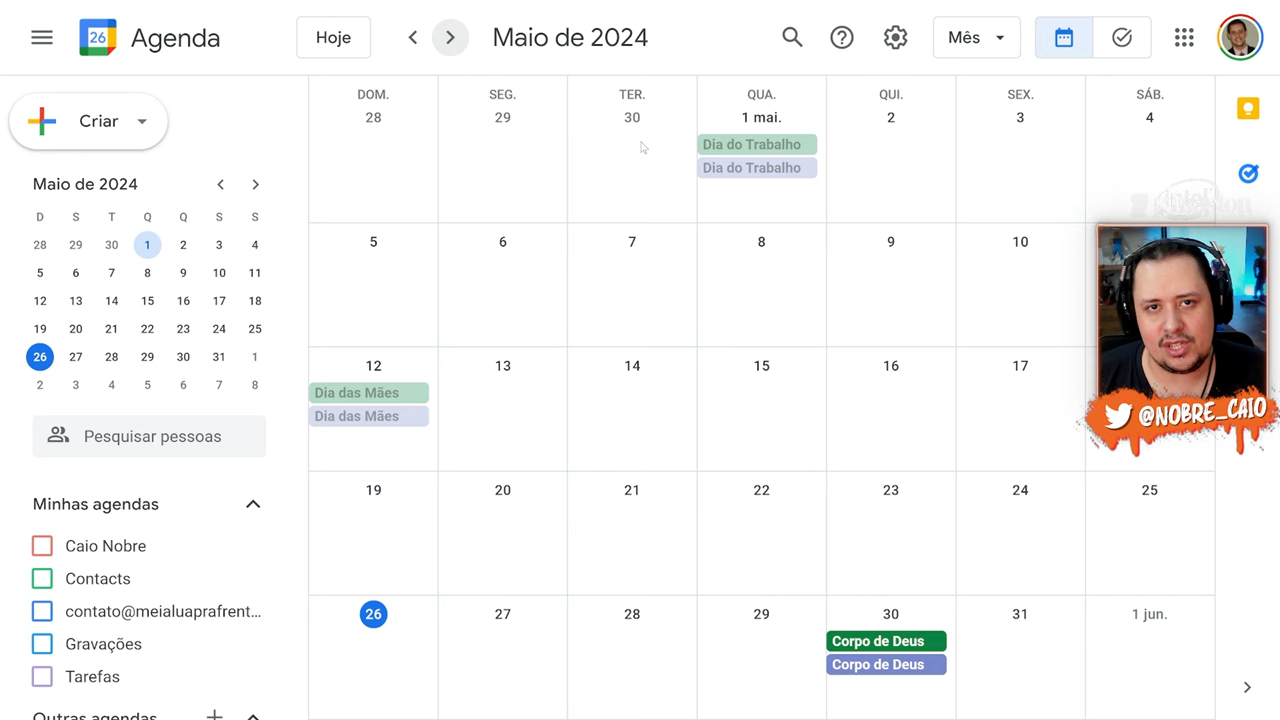 26 Agenda Hoje Maio de 2024 Mês
Criar
Maio de 2024
D S T Q Q S S
28 29 30 1 2 3 4
5 6 7 8 9 10 11
12 13 14 15 16 17 18
19 20 21 22 23 24 25
26 27 28 29 30 31 1
2 3 4 5 6 7 8
Pesquisar pessoas
Minhas agendas
Caio Nobre
Contacts
contato@meialuaprafrent...
Gravações
Tarefas
Outras agendas
DOM. SEG. TER. QUA. QUI. SEX. SÁB.
28 29 30 1 mai. 2 3 4
Dia do Trabalho
Dia do Trabalho
5 6 7 8 9 10
12 13 14 15 16 17
Dia das Mães
Dia das Mães
19 20 21 22 23 24 25
26 27 28 29 30 31 1 jun.
Corpo de Deus
Corpo de Deus
@NOBRE_CAIO